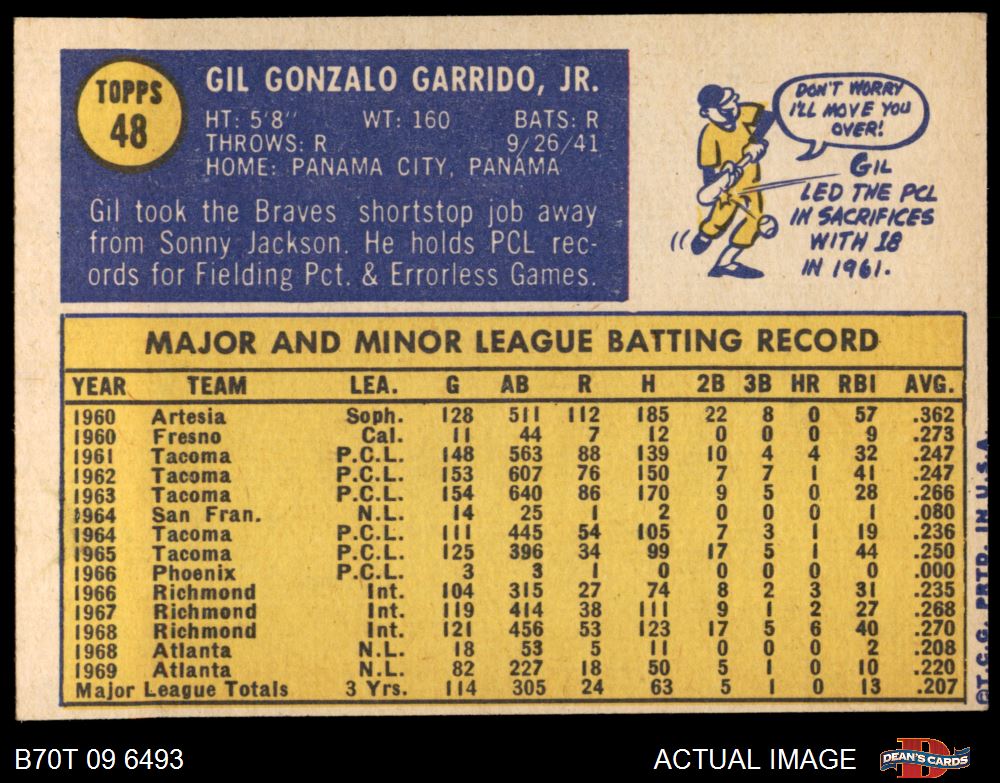 TOPPS
48
GIL GONZALO GARRIDO, JR.
HT: 5'8" WT: 160 BATS: R
THROWS: R 9/26/41
HOME: PANAMA CITY, PANAMA
Gil took the Braves shortstop job away
from Sonny Jackson. He holds PCL rec-
ords for Fielding Pct. & Errorless Games.
DON'T WORRY
I'LL MOVE YOU
OVER!
GIL
LED THE PCL
IN SACRIFICES
WITH 18
IN 1961.
MAJOR AND MINOR LEAGUE BATTING RECORD
YEAR TEAM LEA. G AB R H 2B 3B HR RBI AVG.
1960 Artesia Soph. 128 511 112 185 22 8 0 57 .362
1960 Fresno Cal. 11 44 7 12 0 0 0 9 .273
1961 Tacoma P.C.L. 148 563 88 139 10 4 4 32 .247
1962 Tacoma P.C.L. 153 607 76 150 7 7 1 41 .247
1963 Tacoma P.C.L. 154 640 86 170 9 5 0 28 .266
1964 San Fran. N.L. 14 25 1 2 0 0 0 1 .080
1964 Tacoma P.C.L. 111 445 54 105 7 3 1 19 .236
1965 Tacoma P.C.L. 125 396 34 99 17 5 1 44 .250
1966 Phoenix P.C.L. 3 3 1 0 0 0 0 0 .000
1966 Richmond Int. 104 315 27 74 8 2 3 31 .235
1967 Richmond Int. 119 414 38 111 9 1 2 27 .268
1968 Richmond Int. 121 456 53 123 17 5 6 40 .270
1968 Atlanta N.L. 18 53 5 11 0 0 0 2 .208
1969 Atlanta N.L. 82 227 18 50 5 1 0 10 .220
Major League Totals 3 Yrs. 114 305 24 63 5 1 0 13 .207
©T.C.G. PRTD. IN U.S.A.
B70T 09 6493
ACTUAL IMAGE
D
DEAN'S CARDS